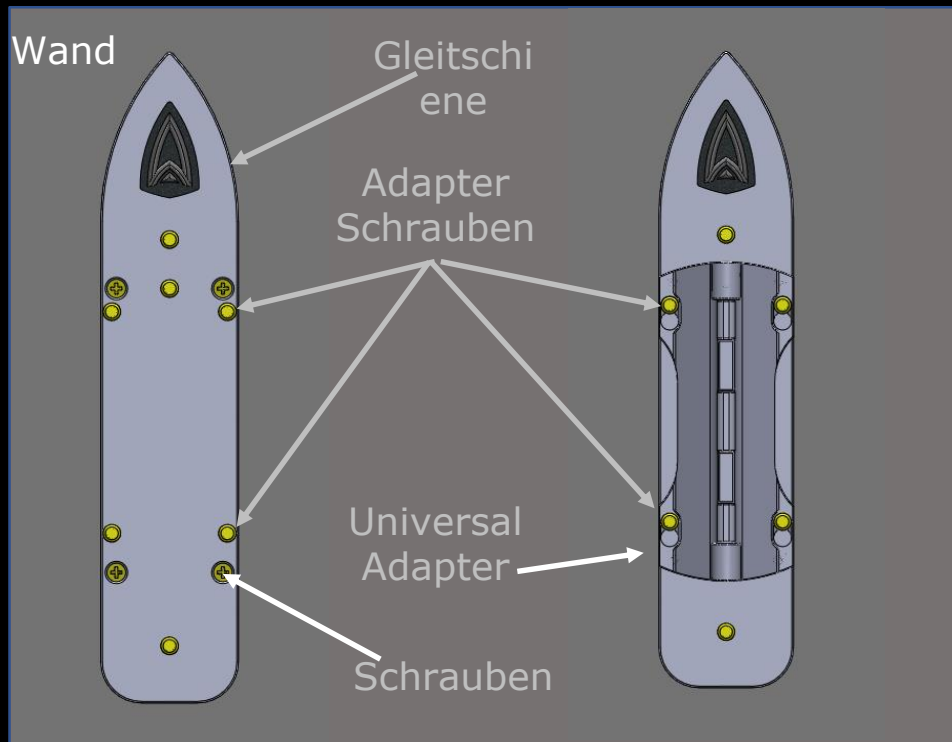 Wand
Gleitschi
ene
Adapter
Schrauben
Universal
Adapter
Schrauben